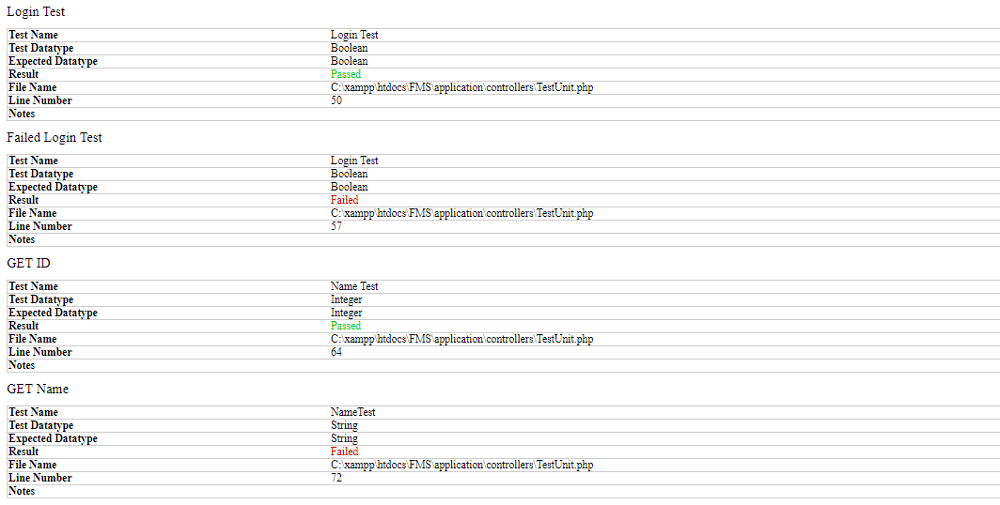 Login Test
Test Name Login Test
Test Datatype Boolean
Expected Datatype Boolean
Result Passed
File Name C:\xampp\htdocs\FMS\application\controllers\TestUnit.php
Line Number 50
Notes
Failed Login Test
Test Name Login Test
Test Datatype Boolean
Expected Datatype Boolean
Result Failed
File Name C:\xampp\htdocs\FMS\application\controllers\TestUnit.php
Line Number 57
Notes
GET ID
Test Name Name Test
Test Datatype Integer
Expected Datatype Integer
Result Passed
File Name C:\xampp\htdocs\FMS\application\controllers\TestUnit.php
Line Number 64
Notes
GET Name
Test Name NameTest
Test Datatype String
Expected Datatype String
Result Failed
File Name C:\xampp\htdocs\FMS\application\controllers\TestUnit.php
Line Number 72
Notes